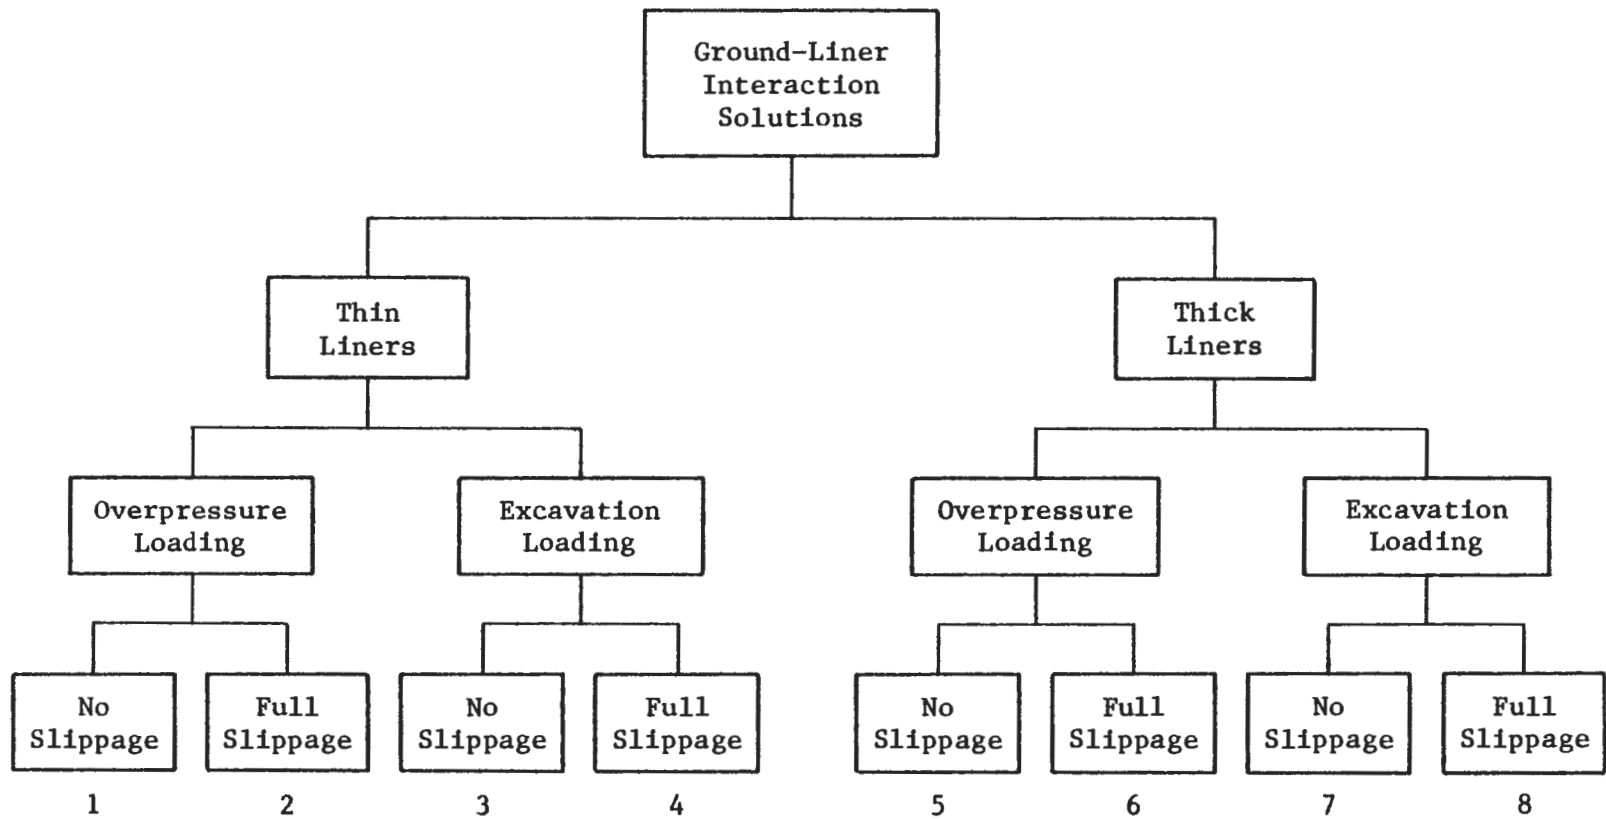 Ground-Liner
Interaction
Solutions
Thin
Liners
Thick
Liners
Overpressure
Loading
Excavation
Loading
Overpressure
Loading
Excavation
Loading
No
Slippage
Full
Slippage
No
Slippage
Full
Slippage
No
Slippage
Full
Slippage
No
Slippage
Full
Slippage
1 2 3 4 5 6 7 8